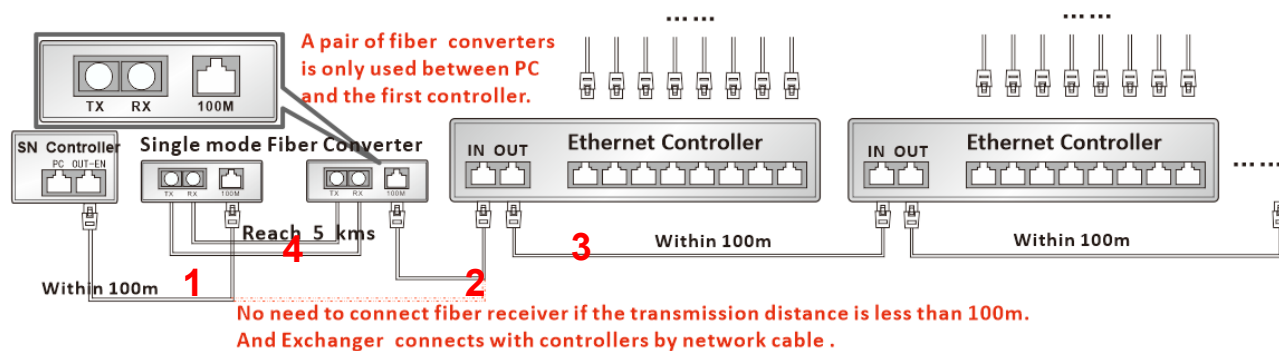 A pair of fiber converters
is only used between PC
and the first controller.
TX RX 100M
SN Controller
PC OUT-EN
Single mode Fiber Converter
TX RX 100M
TX RX 100M
IN OUT Ethernet Controller
IN OUT Ethernet Controller
Reach 5 kms
4
3
Within 100m
Within 100m
Within 100m
1
2
No need to connect fiber receiver if the transmission distance is less than 100m.
And Exchanger connects with controllers by network cable .